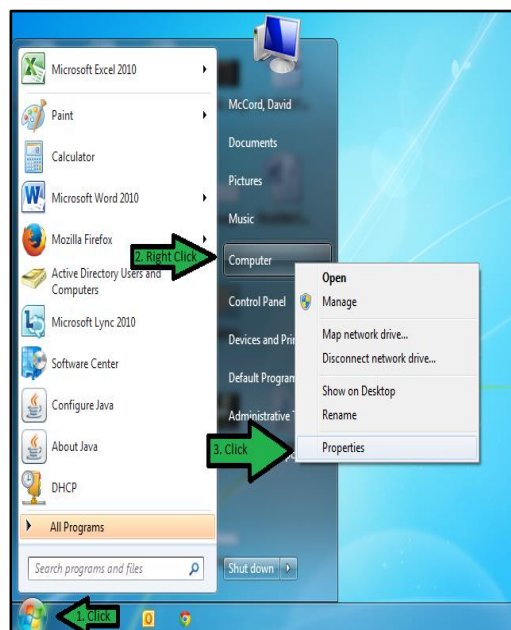 Microsoft Excel 2010
Paint
Calculator
Microsoft Word 2010
Mozilla Firefox
Active Directory Users and
Computers
Microsoft Lync 2010
Software Center
Configure Java
About Java
DHCP
All Programs
Search programs and files
McCord, David
Documents
Pictures
Music
2. Right Click
Computer
Control Panel
Devices and Prin
Default Program
Administrative T
3. Click
Shut down
Open
Manage
Map network drive...
Disconnect network drive...
Show on Desktop
Rename
Properties
1. Click